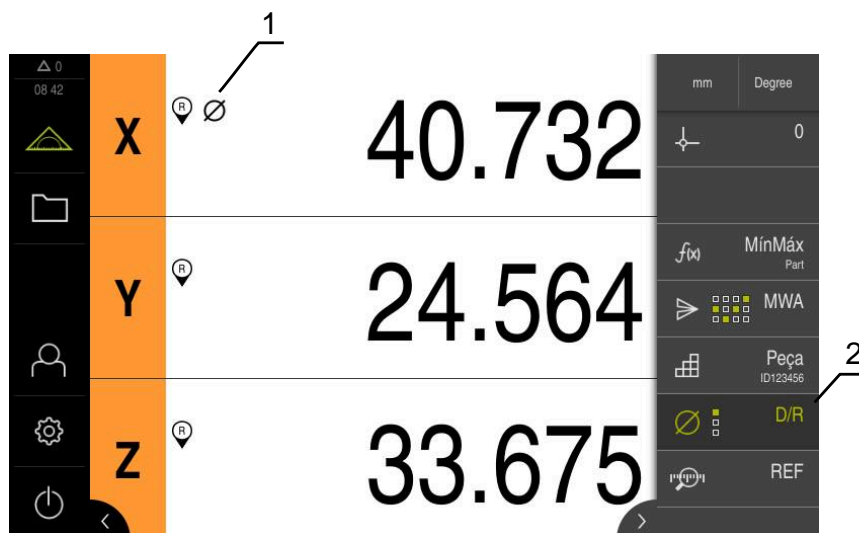 1
△ 0
08 42
X
R
Ø
40.732
mm
Degree
0
Y
R
24.564
f(x)
MínMáx
Part
MWA
Peça
ID123456
2
Z
R
33.675
Ø
D/R
REF